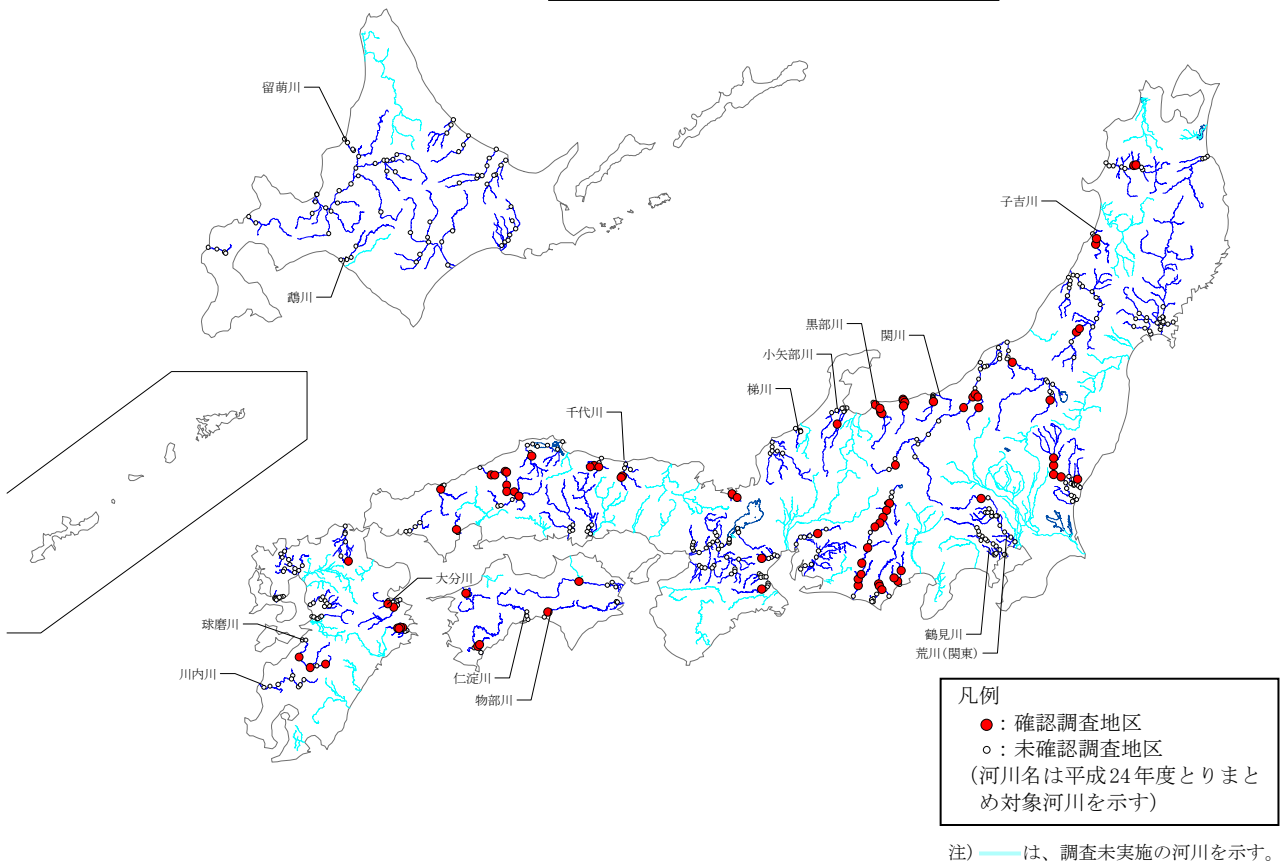 留萌川
鵡川
子吉川
黒部川
関川
小矢部川
梯川
千代川
大分川
球磨川
川内川
仁淀川
物部川
鶴見川
荒川(関東)
凡例
：確認調査地区
：未確認調査地区
(河川名は平成24年度とりまと
め対象河川を示す)
注) は、調査未実施の河川を示す。